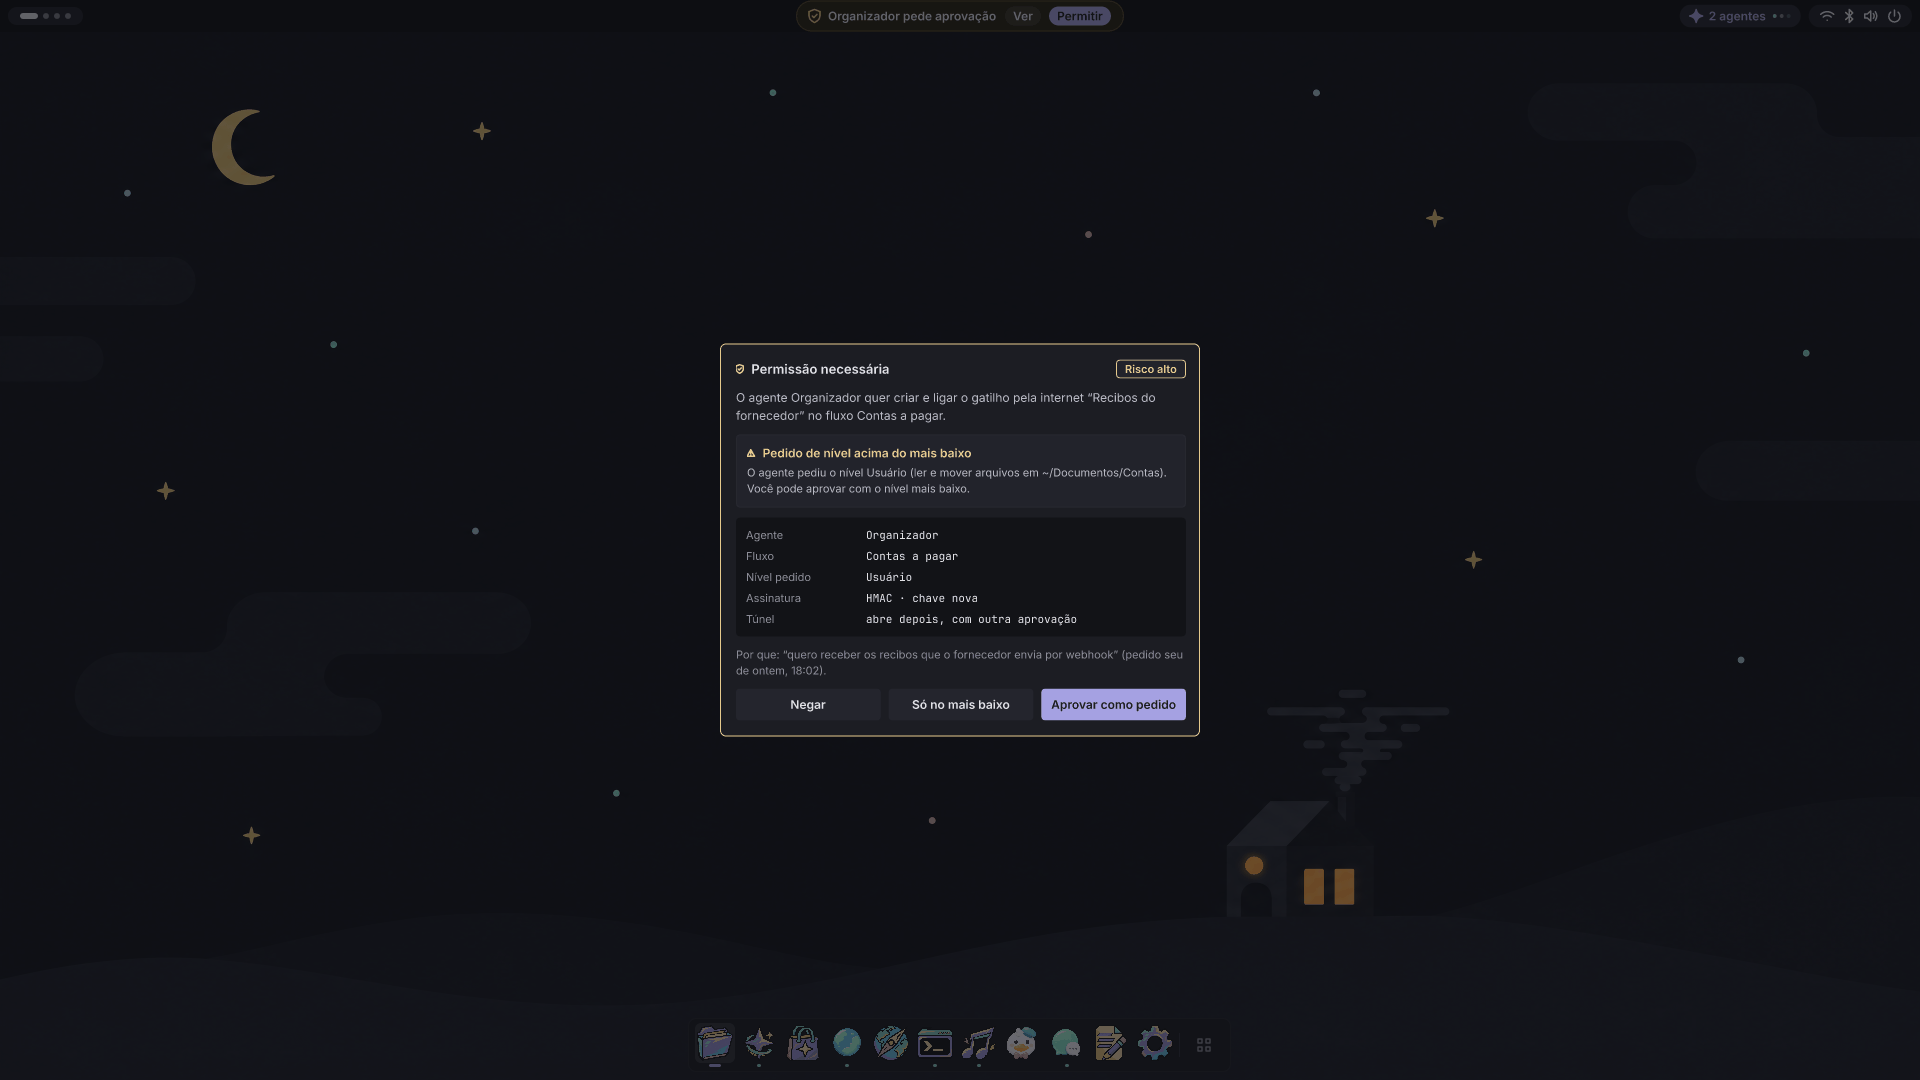 Organizador pede aprovação Ver Permitir
2 agentes
Permissão necessária
Risco alto
O agente Organizador quer criar e ligar o gatilho pela internet “Recibos do
fornecedor” no fluxo Contas a pagar.
Pedido de nível acima do mais baixo
O agente pediu o nível Usuário (ler e mover arquivos em ~/Documentos/Contas).
Você pode aprovar com o nível mais baixo.
Agente Organizador
Fluxo Contas a pagar
Nível pedido Usuário
Assinatura HMAC · chave nova
Túnel abre depois, com outra aprovação
Por que: “quero receber os recibos que o fornecedor envia por webhook” (pedido seu
de ontem, 18:02).
Negar Só no mais baixo Aprovar como pedido